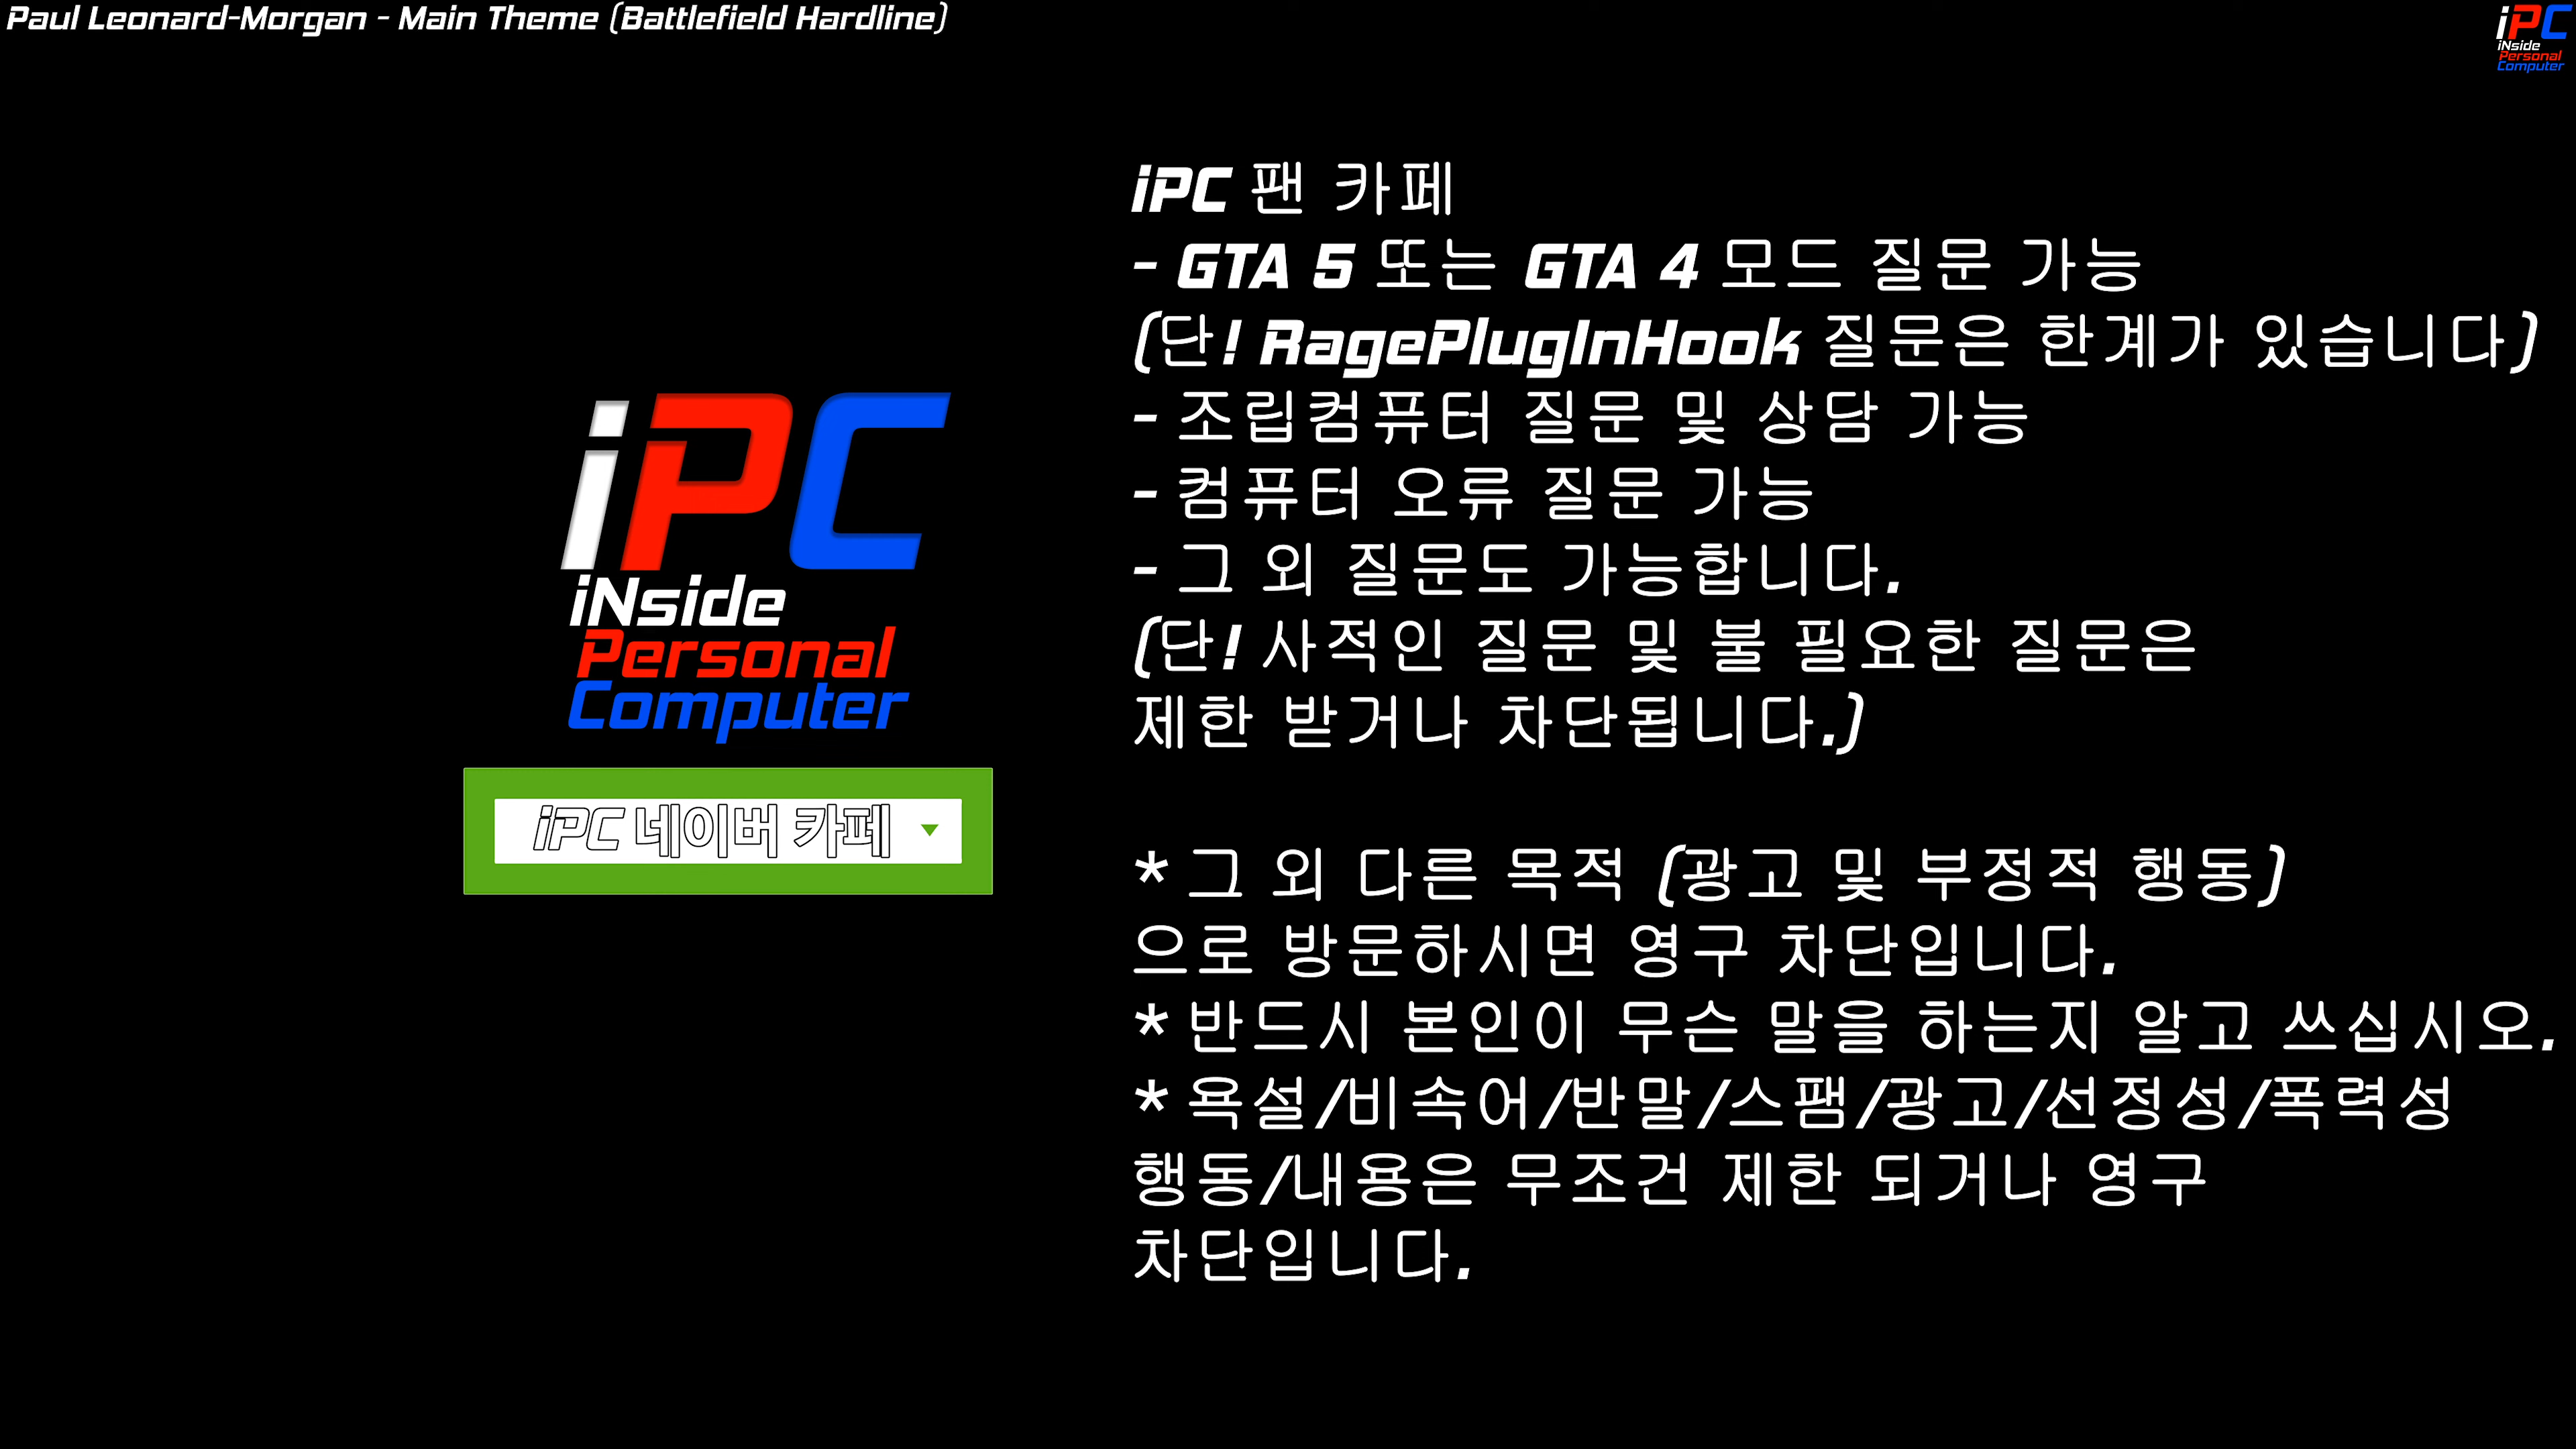 Paul Leonard-Morgan - Main Theme (Battlefield Hardline)
iPC
iNside
Personal
Computer
iPC
iNside
Personal
Computer
iPC 네이버 카페
iPC 팬 카페
- GTA 5 또는 GTA 4 모드 질문 가능
(단! RagePlugInHook 질문은 한계가 있습니다)
- 조립컴퓨터 질문 및 상담 가능
- 컴퓨터 오류 질문 가능
- 그 외 질문도 가능합니다.
(단! 사적인 질문 및 불 필요한 질문은
제한 받거나 차단됩니다.)
* 그 외 다른 목적 (광고 및 부정적 행동)
으로 방문하시면 영구 차단입니다.
* 반드시 본인이 무슨 말을 하는지 알고 쓰십시오.
* 욕설/비속어/반말/스팸/광고/선정성/폭력성
행동/내용은 무조건 제한 되거나 영구
차단입니다.